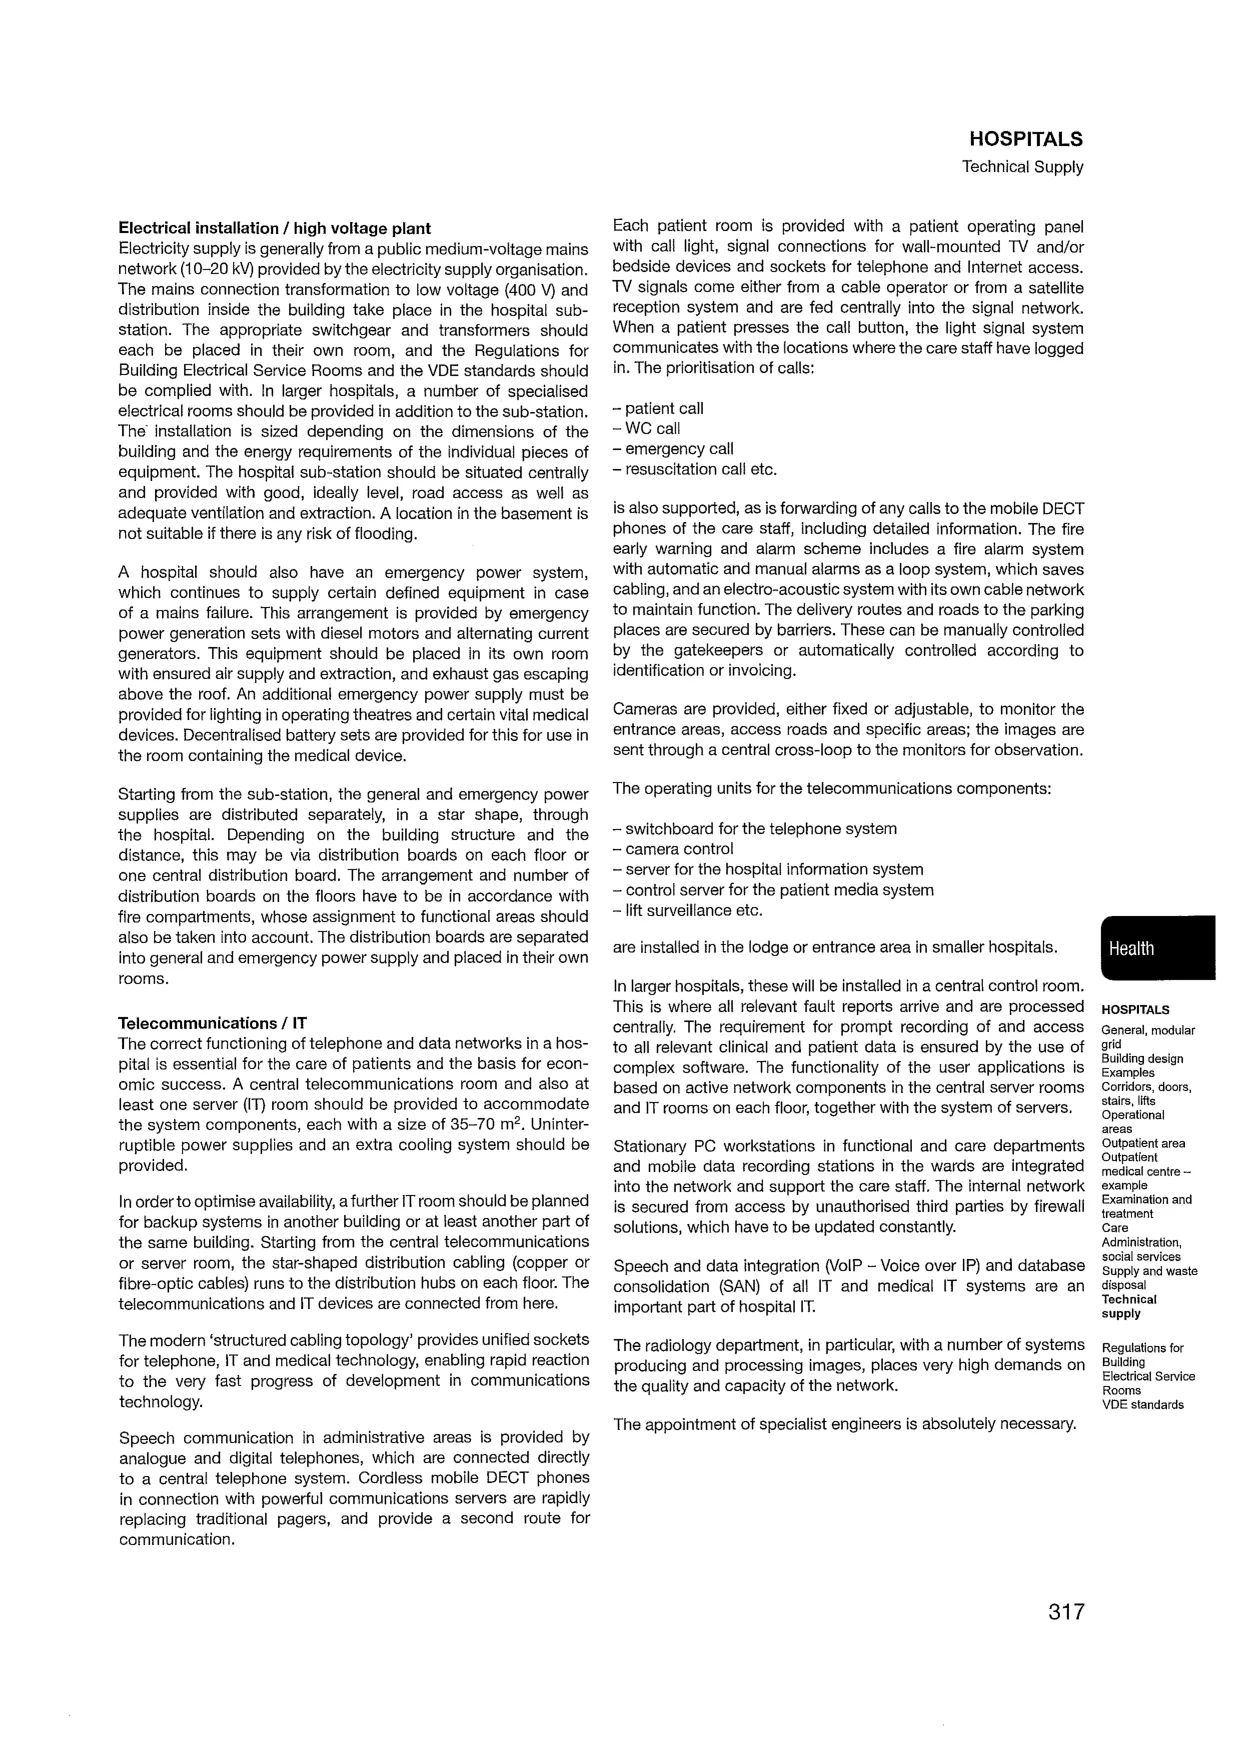 HOSPITALS
Technical Supply
Electrical installation / high voltage plant
Electricity supply is generally from a public medium-voltage mains
network (10–20 kV) provided by the electricity supply organisation.
The mains connection transformation to low voltage (400 V) and
distribution inside the building take place in the hospital sub-
station. The appropriate switchgear and transformers should
each be placed in their own room, and the Regulations for
Building Electrical Service Rooms and the VDE standards should
be complied with. In larger hospitals, a number of specialised
electrical rooms should be provided in addition to the sub-station.
The installation is sized depending on the dimensions of the
building and the energy requirements of the individual pieces of
equipment. The hospital sub-station should be situated centrally
and provided with good, ideally level, road access as well as
adequate ventilation and extraction. A location in the basement is
not suitable if there is any risk of flooding.
A hospital should also have an emergency power system,
which continues to supply certain defined equipment in case
of a mains failure. This arrangement is provided by emergency
power generation sets with diesel motors and alternating current
generators. This equipment should be placed in its own room
with ensured air supply and extraction, and exhaust gas escaping
above the roof. An additional emergency power supply must be
provided for lighting in operating theatres and certain vital medical
devices. Decentralised battery sets are provided for this for use in
the room containing the medical device.
Starting from the sub-station, the general and emergency power
supplies are distributed separately, in a star shape, through
the hospital. Depending on the building structure and the
distance, this may be via distribution boards on each floor or
one central distribution board. The arrangement and number of
distribution boards on the floors have to be in accordance with
fire compartments, whose assignment to functional areas should
also be taken into account. The distribution boards are separated
into general and emergency power supply and placed in their own
rooms.
Telecommunications / IT
The correct functioning of telephone and data networks in a hos-
pital is essential for the care of patients and the basis for econ-
omic success. A central telecommunications room and also at
least one server (IT) room should be provided to accommodate
the system components, each with a size of 35–70 m². Uninter-
ruptible power supplies and an extra cooling system should be
provided.
In order to optimise availability, a further IT room should be planned
for backup systems in another building or at least another part of
the same building. Starting from the central telecommunications
or server room, the star-shaped distribution cabling (copper or
fibre-optic cables) runs to the distribution hubs on each floor. The
telecommunications and IT devices are connected from here.
The modern ‘structured cabling topology’ provides unified sockets
for telephone, IT and medical technology, enabling rapid reaction
to the very fast progress of development in communications
technology.
Speech communication in administrative areas is provided by
analogue and digital telephones, which are connected directly
to a central telephone system. Cordless mobile DECT phones
in connection with powerful communications servers are rapidly
replacing traditional pagers, and provide a second route for
communication.
Each patient room is provided with a patient operating panel
with call light, signal connections for wall-mounted TV and/or
bedside devices and sockets for telephone and Internet access.
TV signals come either from a cable operator or from a satellite
reception system and are fed centrally into the signal network.
When a patient presses the call button, the light signal system
communicates with the locations where the care staff have logged
in. The prioritisation of calls:
– patient call
– WC call
– emergency call
– resuscitation call etc.
is also supported, as is forwarding of any calls to the mobile DECT
phones of the care staff, including detailed information. The fire
early warning and alarm scheme includes a fire alarm system
with automatic and manual alarms as a loop system, which saves
cabling, and an electro-acoustic system with its own cable network
to maintain function. The delivery routes and roads to the parking
places are secured by barriers. These can be manually controlled
by the gatekeepers or automatically controlled according to
identification or invoicing.
Cameras are provided, either fixed or adjustable, to monitor the
entrance areas, access roads and specific areas; the images are
sent through a central cross-loop to the monitors for observation.
The operating units for the telecommunications components:
– switchboard for the telephone system
– camera control
– server for the hospital information system
– control server for the patient media system
– lift surveillance etc.
are installed in the lodge or entrance area in smaller hospitals.
In larger hospitals, these will be installed in a central control room.
This is where all relevant fault reports arrive and are processed
centrally. The requirement for prompt recording of and access
to all relevant clinical and patient data is ensured by the use of
complex software. The functionality of the user applications is
based on active network components in the central server rooms
and IT rooms on each floor, together with the system of servers.
Stationary PC workstations in functional and care departments
and mobile data recording stations in the wards are integrated
into the network and support the care staff. The internal network
is secured from access by unauthorised third parties by firewall
solutions, which have to be updated constantly.
Speech and data integration (VoIP – Voice over IP) and database
consolidation (SAN) of all IT and medical IT systems are an
important part of hospital IT.
The radiology department, in particular, with a number of systems
producing and processing images, places very high demands on
the quality and capacity of the network.
The appointment of specialist engineers is absolutely necessary.
Health
HOSPITALS
General, modular
grid
Building design
Examples
Corridors, doors,
stairs, lifts
Operational
areas
Outpatient area
Outpatient
medical centre –
example
Examination and
treatment
Care
Administration,
social services
Supply and waste
disposal
Technical
supply
Regulations for
Building
Electrical Service
Rooms
VDE standards
317